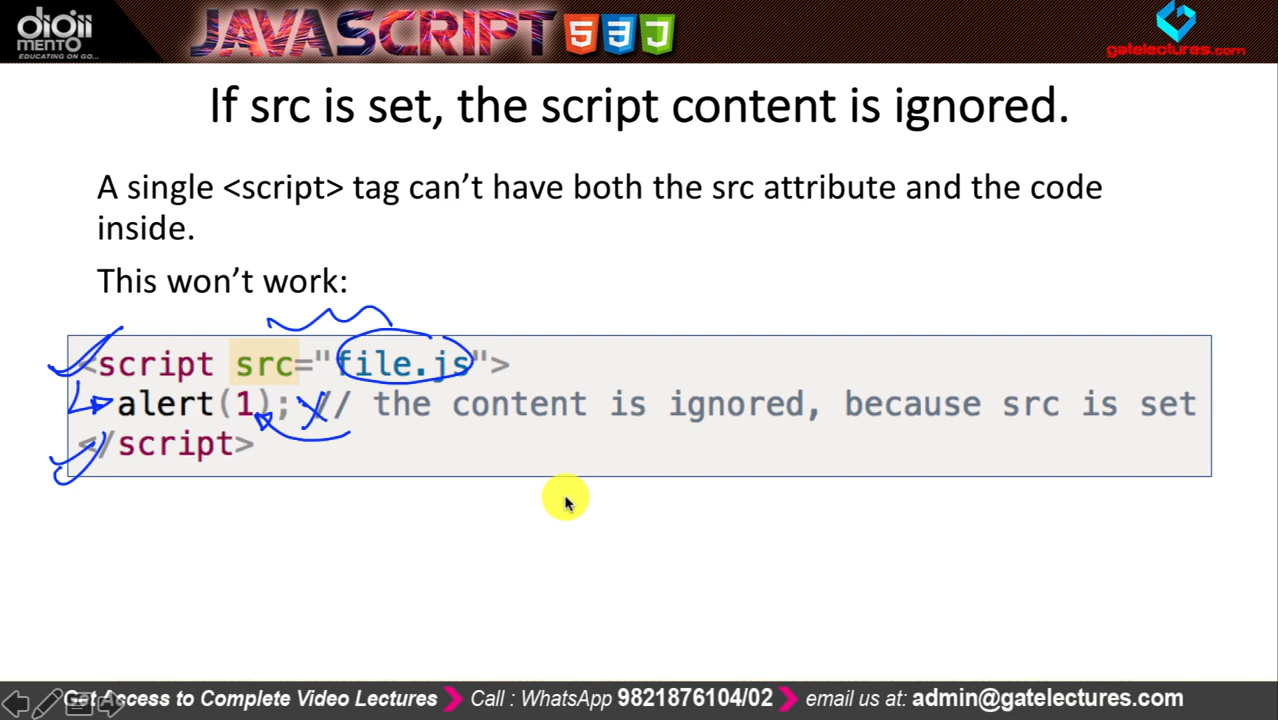 didii
MENTO
EDUCATING ON GO...
JAVASCRIPT
gatelectures.com
If src is set, the script content is ignored.
A single <script> tag can’t have both the src attribute and the code
inside.
This won’t work:
<script src="file.js">
alert(1); // the content is ignored, because src is set
</script>
Get Access to Complete Video Lectures Call : WhatsApp 9821876104/02 email us at: admin@gatelectures.com